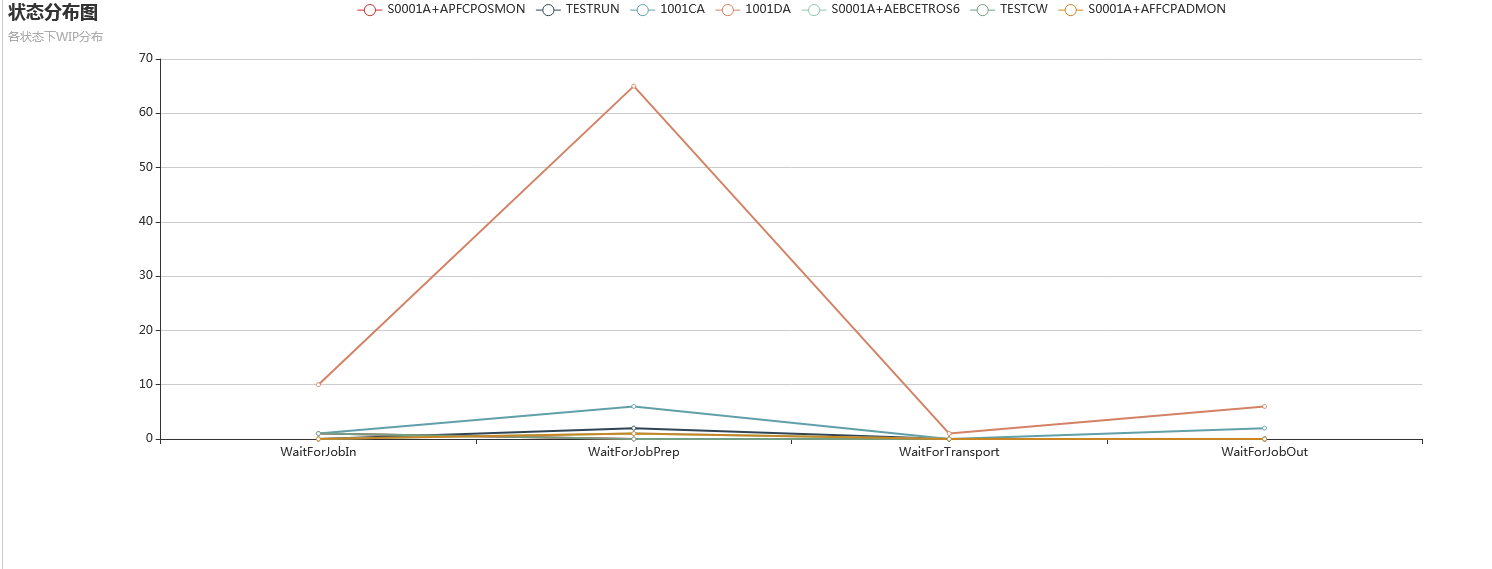 状态分布图
各状态下WIP分布
S0001A+APFCPOSMON TESTRUN 1001CA 1001DA S0001A+AEBCETROS6 TESTCW S0001A+AFFCPADMON
70
60
50
40
30
20
10
0
WaitForJobIn WaitForJobPrep WaitForTransport WaitForJobOut